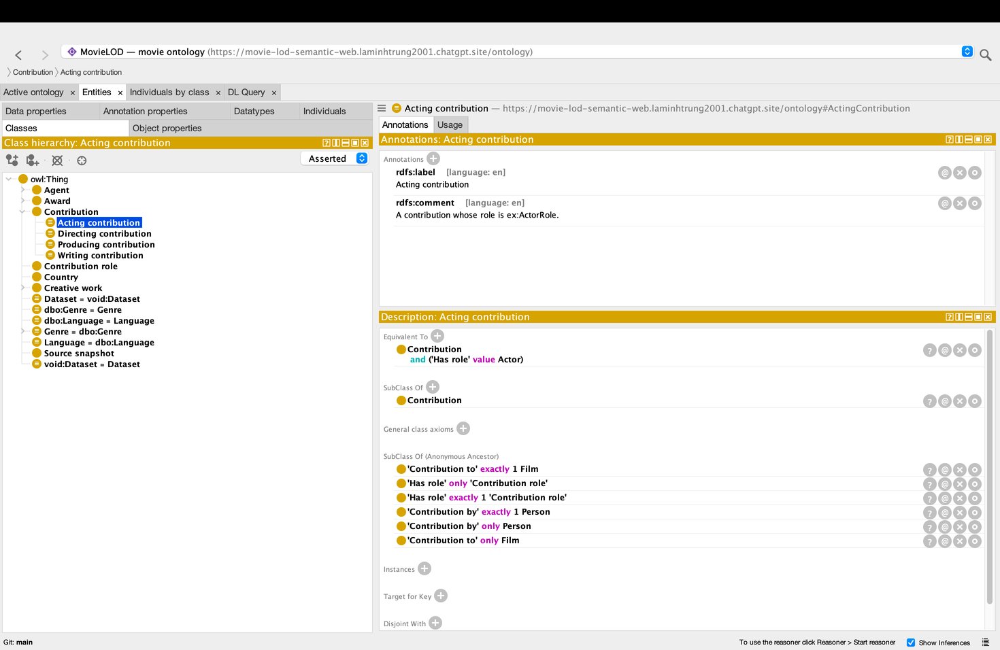 MovieLOD — movie ontology (https://movie-lod-semantic-web.laminhtrung2001.chatgpt.site/ontology)
Contribution Acting contribution
Active ontology × Entities × Individuals by class × DL Query ×
Data properties Annotation properties Datatypes Individuals
Classes Object properties
Class hierarchy: Acting contribution
Asserted
owl:Thing
Agent
Award
Contribution
Acting contribution
Directing contribution
Producing contribution
Writing contribution
Contribution role
Country
Creative work
Dataset = void:Dataset
dbo:Genre = Genre
dbo:Language = Language
Genre = dbo:Genre
Language = dbo:Language
Source snapshot
void:Dataset = Dataset
Acting contribution — https://movie-lod-semantic-web.laminhtrung2001.chatgpt.site/ontology#ActingContribution
Annotations Usage
Annotations: Acting contribution
Annotations
rdfs:label [language: en]
Acting contribution
rdfs:comment [language: en]
A contribution whose role is ex:ActorRole.
Description: Acting contribution
Equivalent To
Contribution
and ('Has role' value Actor)
SubClass Of
Contribution
General class axioms
SubClass Of (Anonymous Ancestor)
'Contribution to' exactly 1 Film
'Has role' only 'Contribution role'
'Has role' exactly 1 'Contribution role'
'Contribution by' exactly 1 Person
'Contribution by' only Person
'Contribution to' only Film
Instances
Target for Key
Disjoint With
Git: main
To use the reasoner click Reasoner > Start reasoner Show Inferences